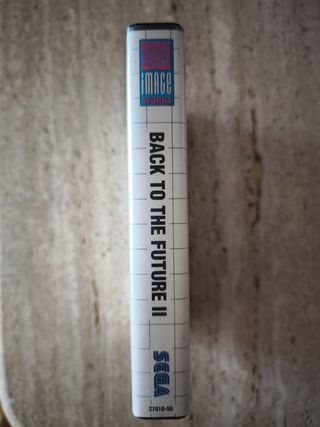 IMAGE
WORKS
BACK TO THE FUTURE II
SEGA
27010-50